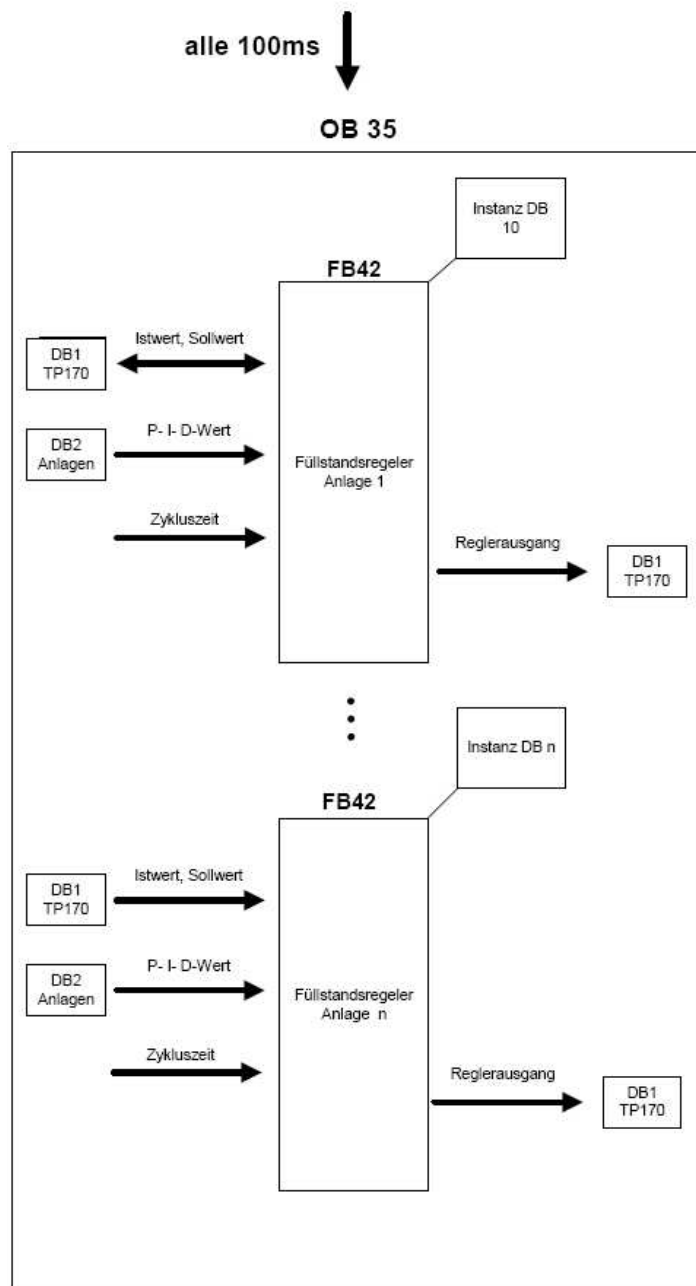 alle 100ms
OB 35
Instanz DB
10
FB42
Istwert, Sollwert
DB1
TP170
P- I- D-Wert
DB2
Anlagen
Füllstandsregeler
Anlage 1
Zykluszeit
Reglerausgang
DB1
TP170
Instanz DB n
FB42
Istwert, Sollwert
DB1
TP170
P- I- D-Wert
DB2
Anlagen
Füllstandsregeler
Anlage n
Zykluszeit
Reglerausgang
DB1
TP170